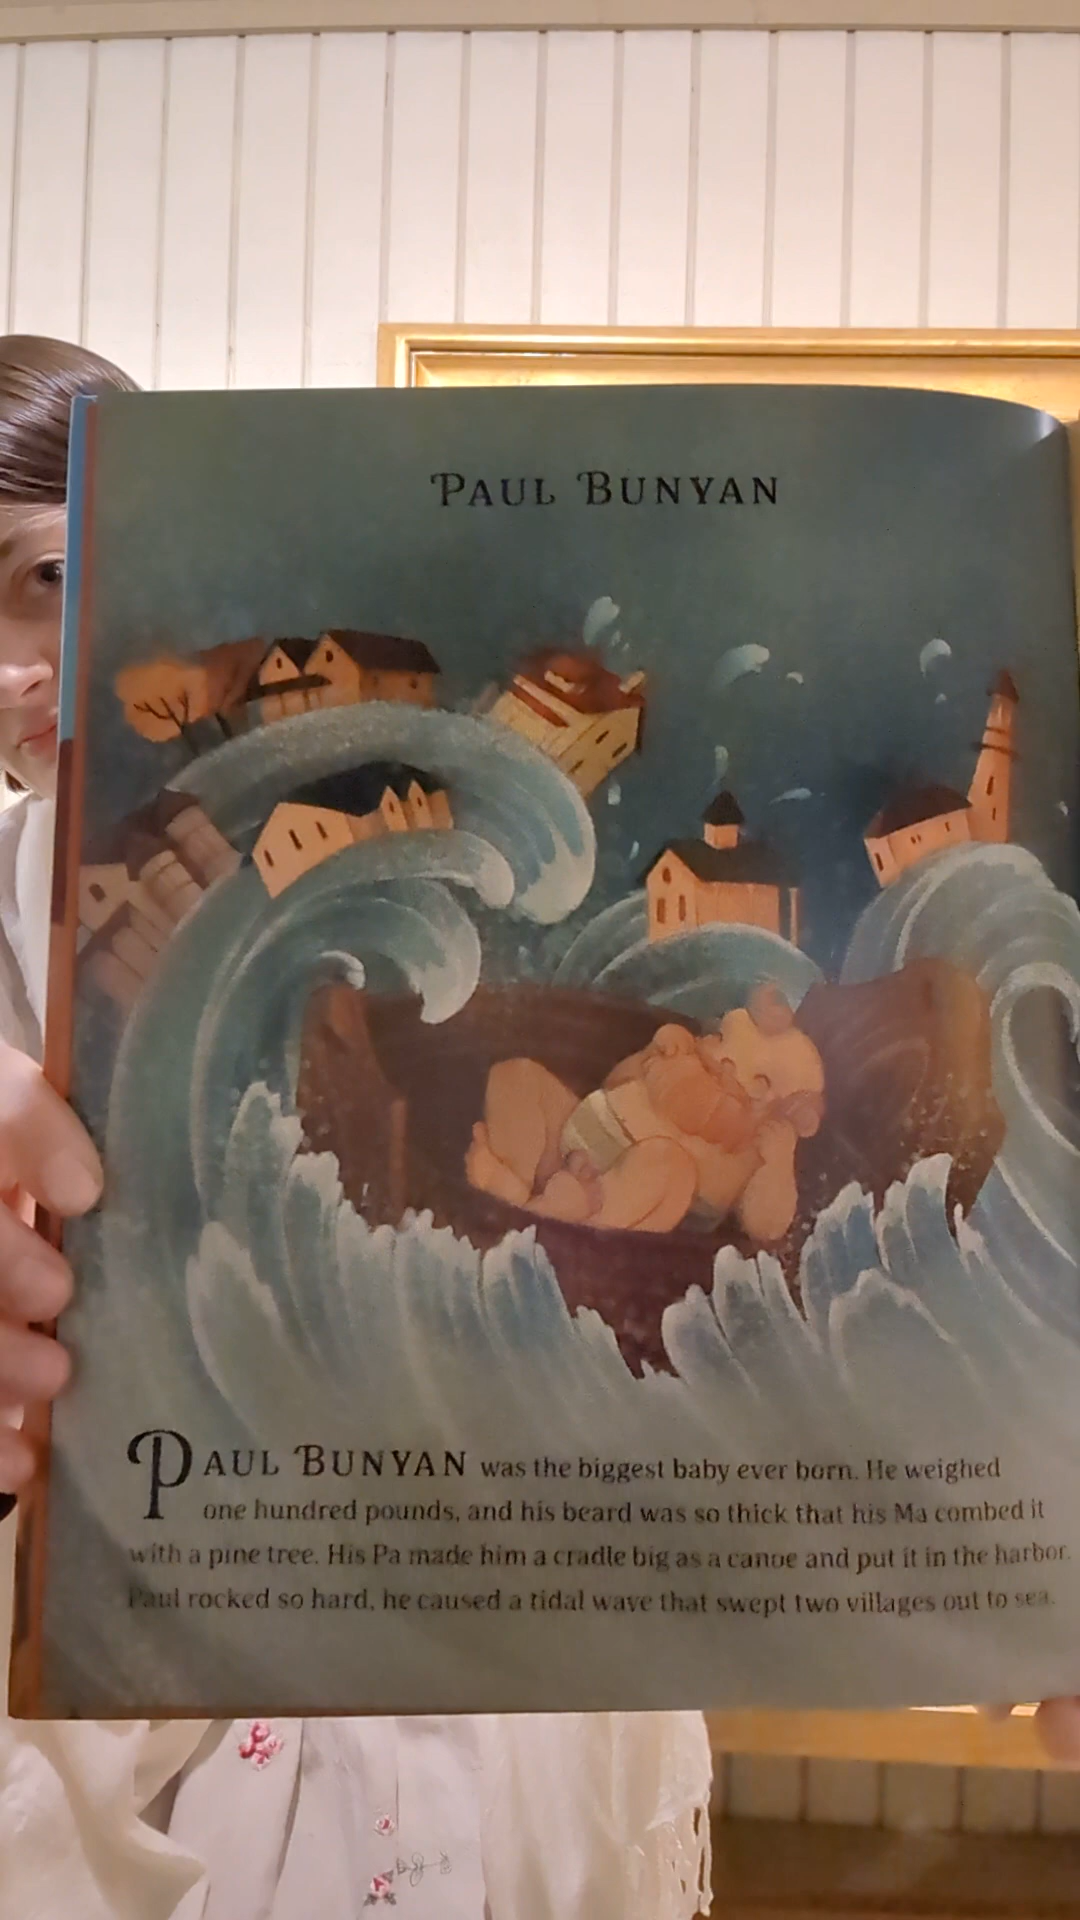 PAUL BUNYAN
PAUL BUNYAN was the biggest baby ever born. He weighed
one hundred pounds, and his beard was so thick that his Ma combed it
with a pine tree. His Pa made him a cradle big as a canoe and put it in the harbor.
Paul rocked so hard, he caused a tidal wave that swept two villages out to sea.